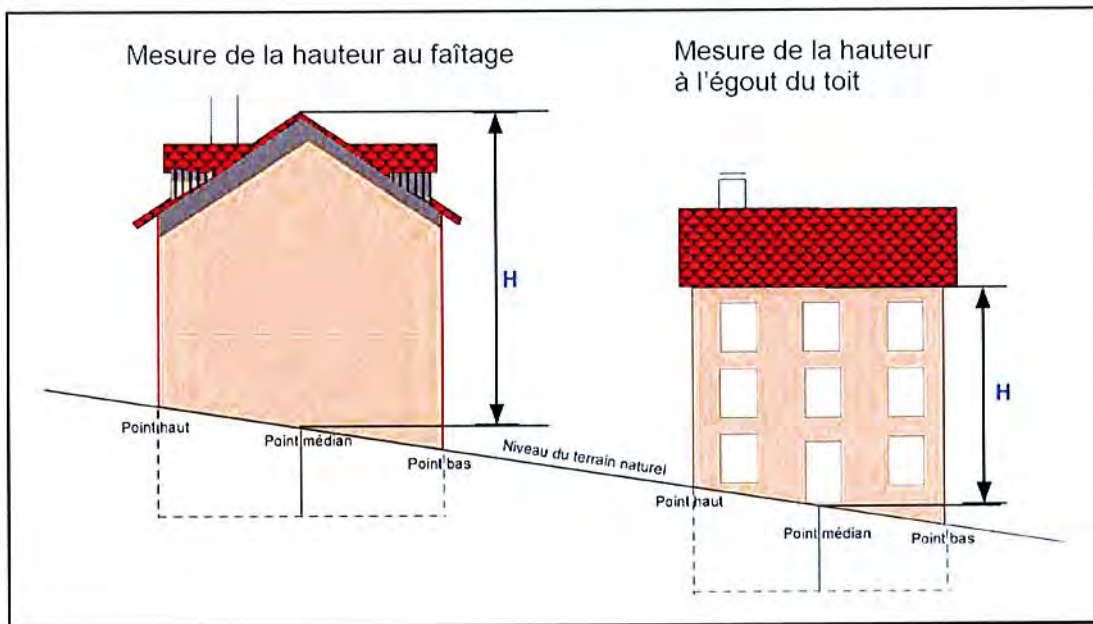 Mesure de la hauteur au faîtage
Mesure de la hauteur
à l'égout du toit
H
H
Point haut
Point médian
Point bas
Niveau du terrain naturel
Point haut
Point médian
Point bas